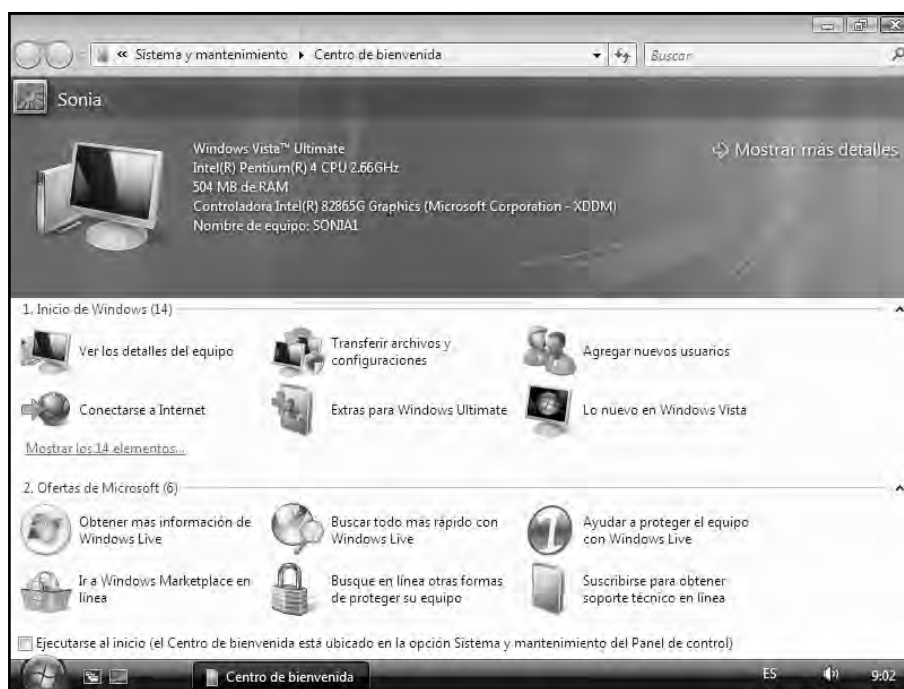 « Sistema y mantenimiento ▸ Centro de bienvenida
Buscar
Sonia
Windows Vista™ Ultimate
Intel(R) Pentium(R) 4 CPU 2.66GHz
504 MB de RAM
Controladora Intel(R) 82865G Graphics (Microsoft Corporation - XDDM)
Nombre de equipo: SONIA1
Mostrar más detalles
1. Inicio de Windows (14)
Ver los detalles del equipo
Transferir archivos y
configuraciones
Agregar nuevos usuarios
Conectarse a Internet
Extras para Windows Ultimate
Lo nuevo en Windows Vista
Mostrar los 14 elementos...
2. Ofertas de Microsoft (6)
Obtener más información de
Windows Live
Buscar todo más rápido con
Windows Live
Ayudar a proteger el equipo
con Windows Live
Ir a Windows Marketplace en
línea
Busque en línea otras formas
de proteger su equipo
Suscribirse para obtener
soporte técnico en línea
Ejecutarse al inicio (el Centro de bienvenida está ubicado en la opción Sistema y mantenimiento del Panel de control)
Centro de bienvenida
ES
9:02